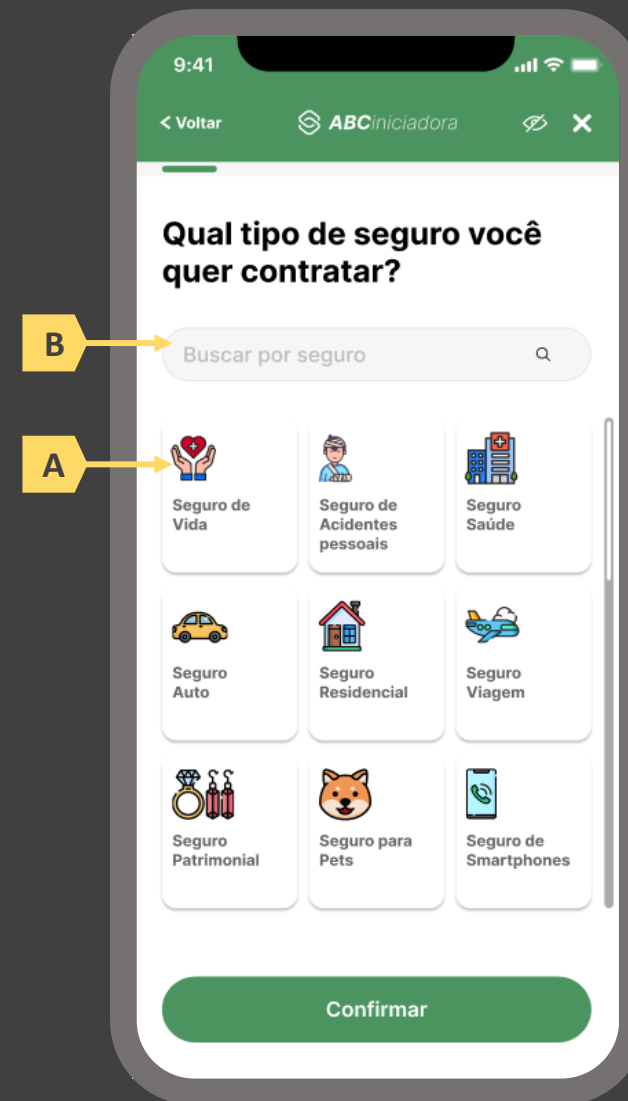 9:41
< Voltar
ABCiniciadora
Qual tipo de seguro você
quer contratar?
B
Buscar por seguro
A
Seguro de
Vida
Seguro de
Acidentes
pessoais
Seguro
Saúde
Seguro
Auto
Seguro
Residencial
Seguro
Viagem
Seguro
Patrimonial
Seguro para
Pets
Seguro de
Smartphones
Confirmar